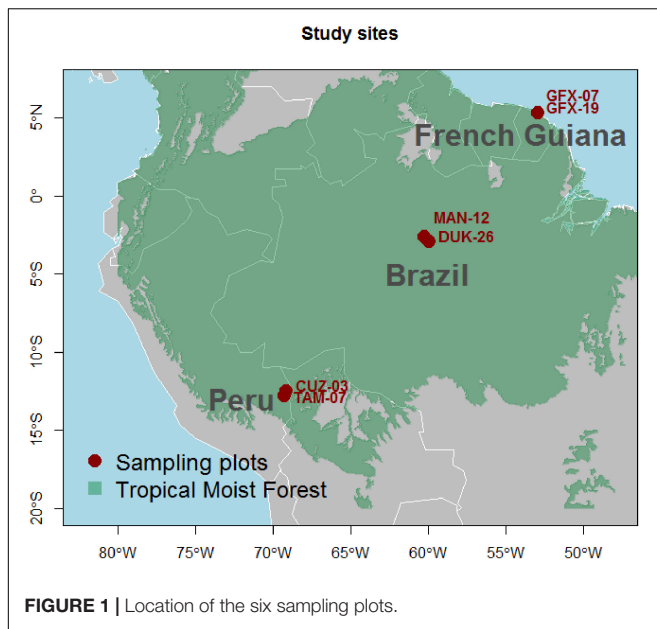 Study sites
GFX-07
GFX-19
French Guiana
MAN-12
DUK-26
Brazil
CUZ-03
TAM-07
Peru
Sampling plots
Tropical Moist Forest
5°N
0°
5°S
10°S
15°S
20°S
80°W 75°W 70°W 65°W 60°W 55°W 50°W
FIGURE 1 | Location of the six sampling plots.